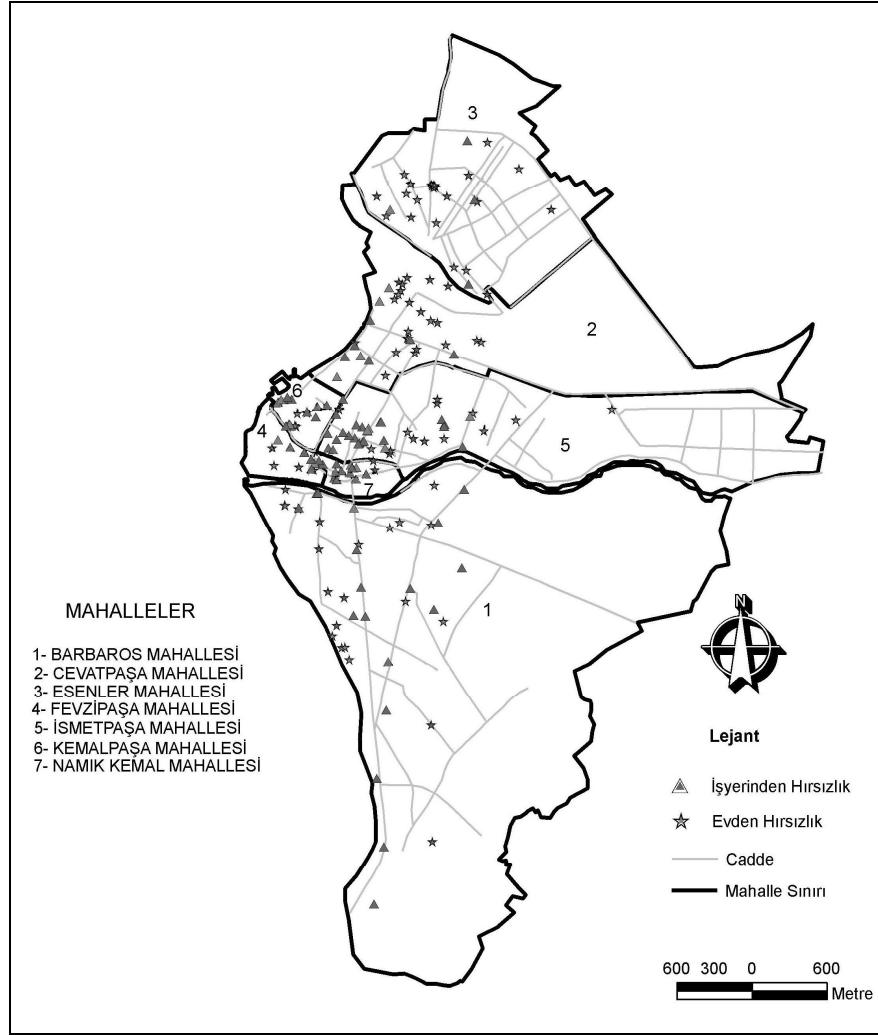 3
2
6
4
5
7
1
MAHALLELER
1- BARBAROS MAHALLESİ
2- CEVATPAŞA MAHALLESİ
3- ESENLER MAHALLESİ
4- FEVZİPAŞA MAHALLESİ
5- İSMETPAŞA MAHALLESİ
6- KEMALPAŞA MAHALLESİ
7- NAMIK KEMAL MAHALLESİ
N
Lejant
İşyerinden Hırsızlık
Evden Hırsızlık
Cadde
Mahalle Sınırı
600 300 0 600
Metre